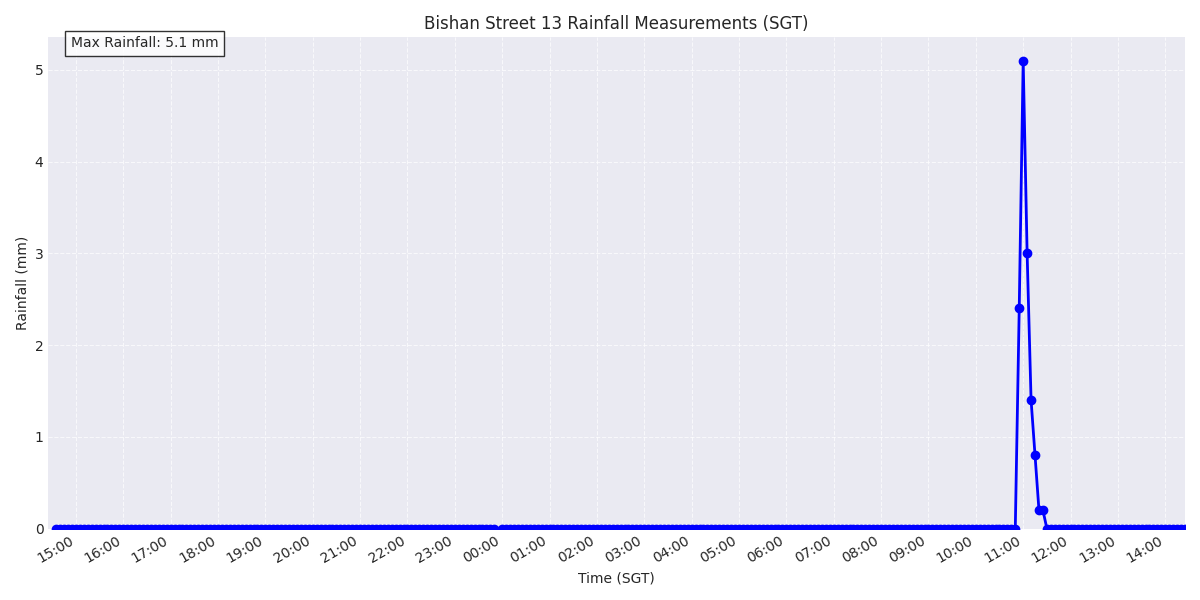 Bishan Street 13 Rainfall Measurements (SGT)
Max Rainfall: 5.1 mm
Rainfall (mm)
5
4
3
2
1
0
15:00 16:00 17:00 18:00 19:00 20:00 21:00 22:00 23:00 00:00 01:00 02:00 03:00 04:00 05:00 06:00 07:00 08:00 09:00 10:00 11:00 12:00 13:00 14:00
Time (SGT)